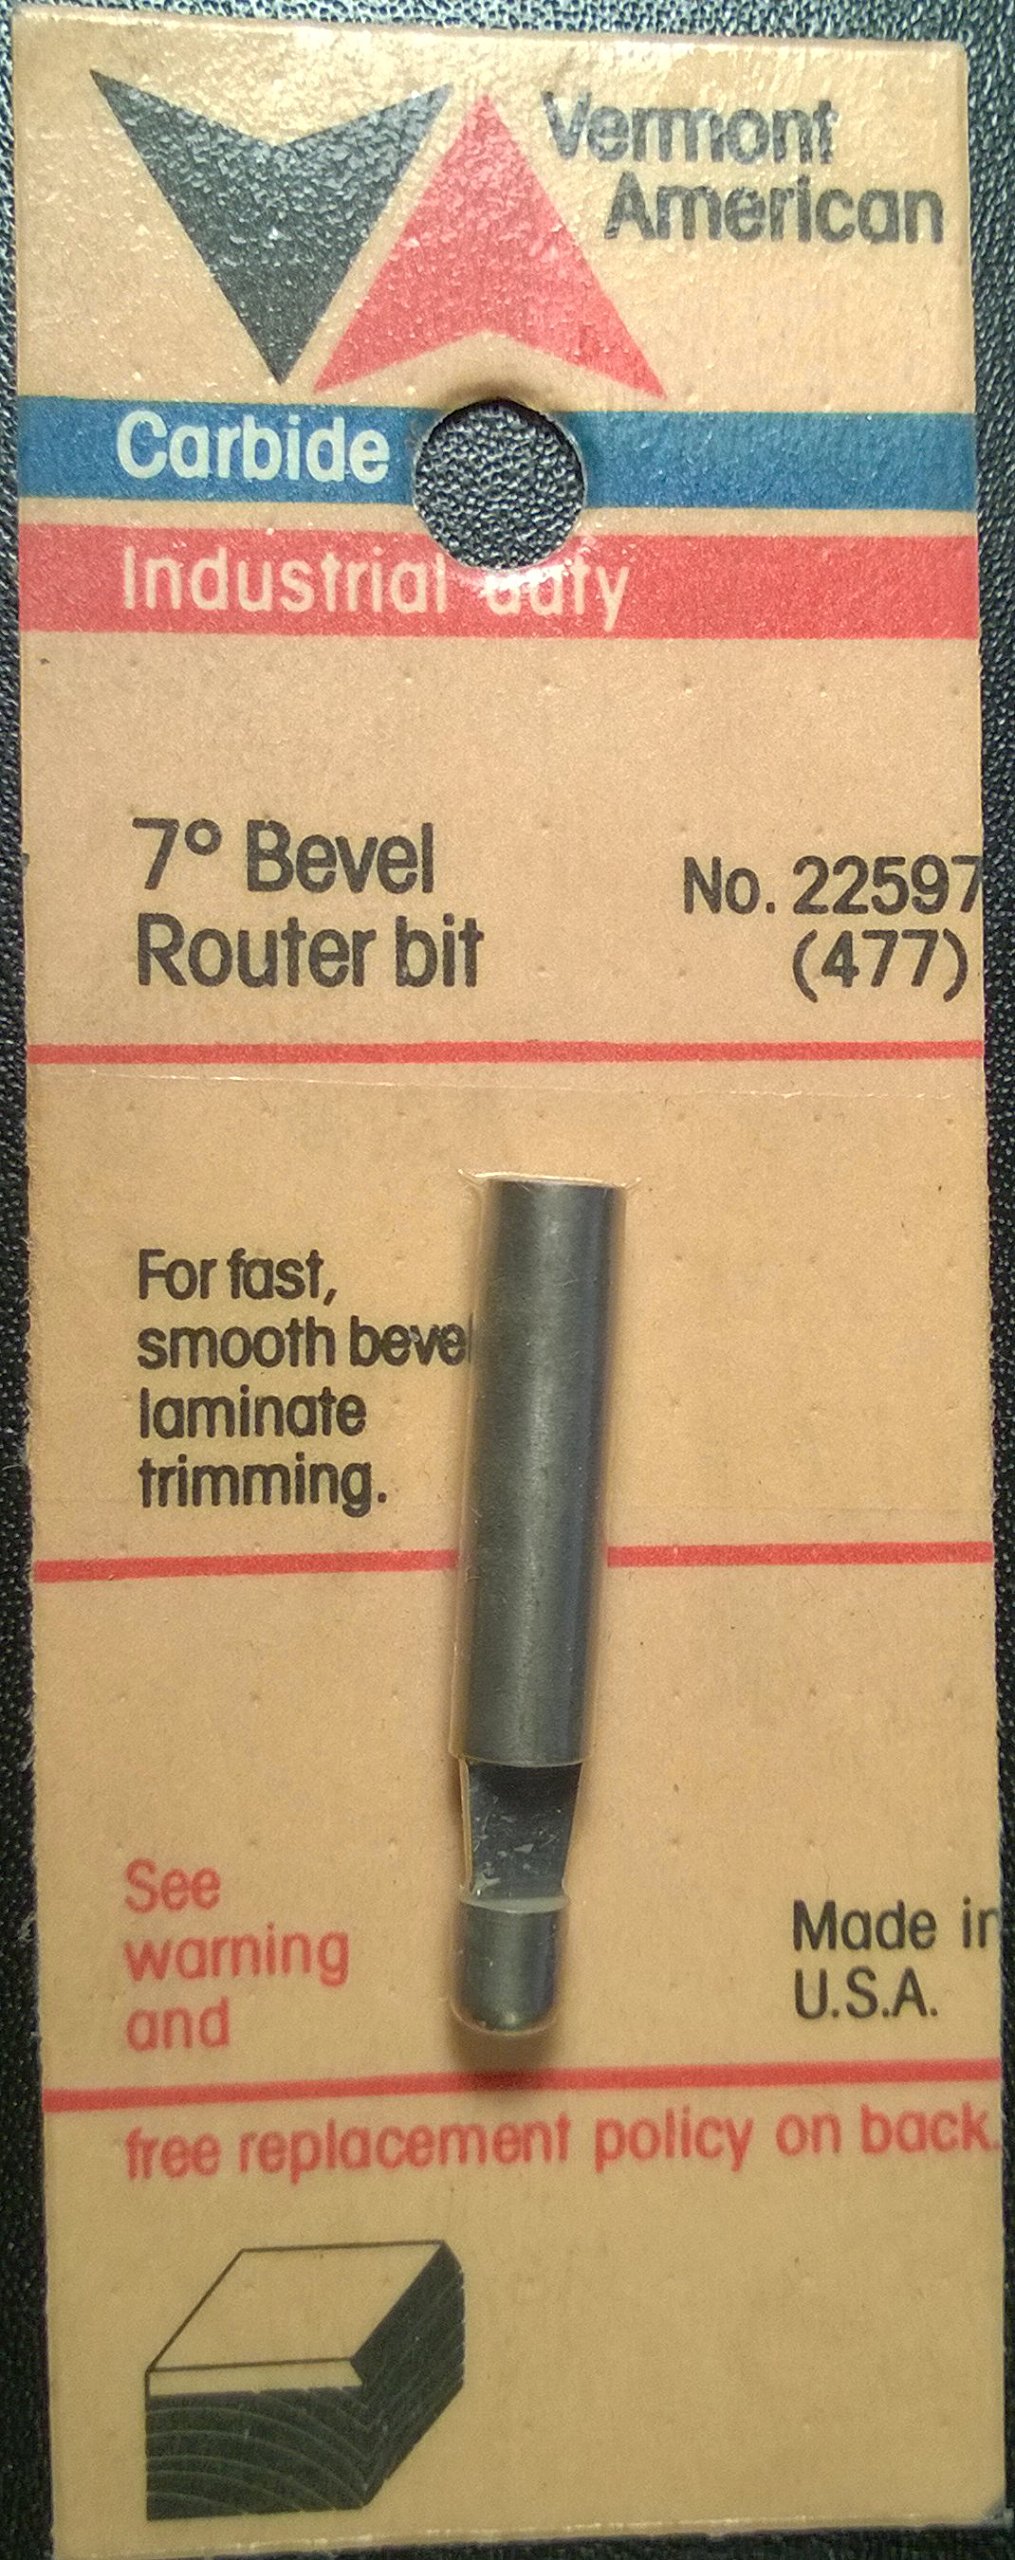 Vermont
American
Carbide
Industrial duty
7° Bevel
Router bit
No. 22597
(477)
For fast,
smooth bevel
laminate
trimming.
See
warning
and
Made in
U.S.A.
free replacement policy on back.